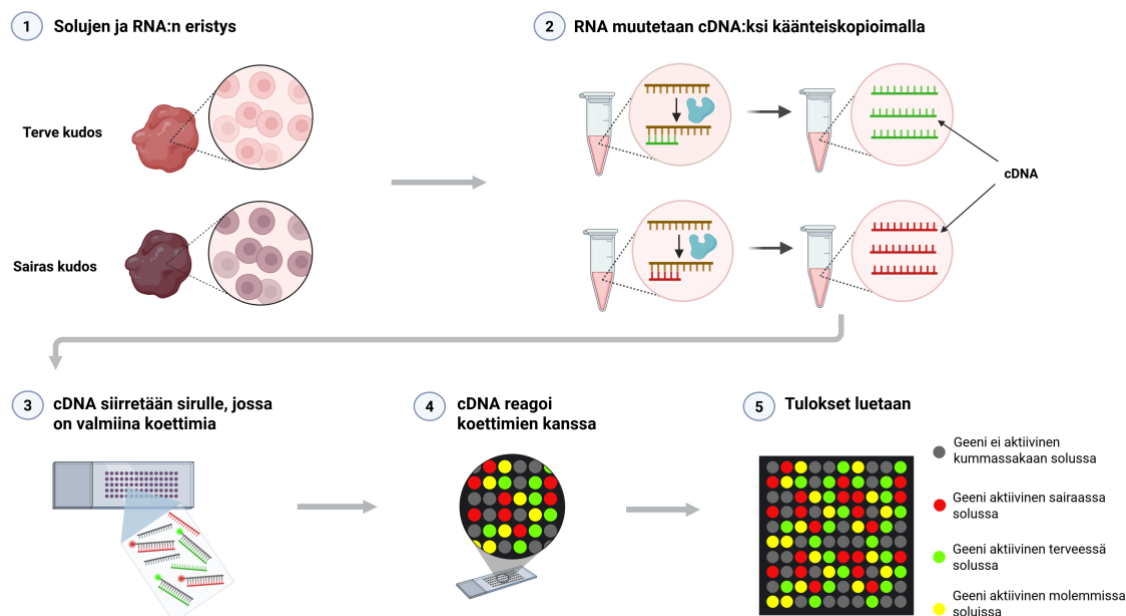 1 Solujen ja RNA:n eristys
2 RNA muutetaan cDNA:ksi käänteiskopioimalla
Terve kudos
Sairas kudos
cDNA
3 cDNA siirretään sirulle, jossa
on valmiina koettimia
4 cDNA reagoi
koettimien kanssa
5 Tulokset luetaan
Geeni ei aktiivinen
kummassakaan solussa
Geeni aktiivinen sairaassa
solussa
Geeni aktiivinen terveessä
solussa
Geeni aktiivinen molemmissa
soluissa